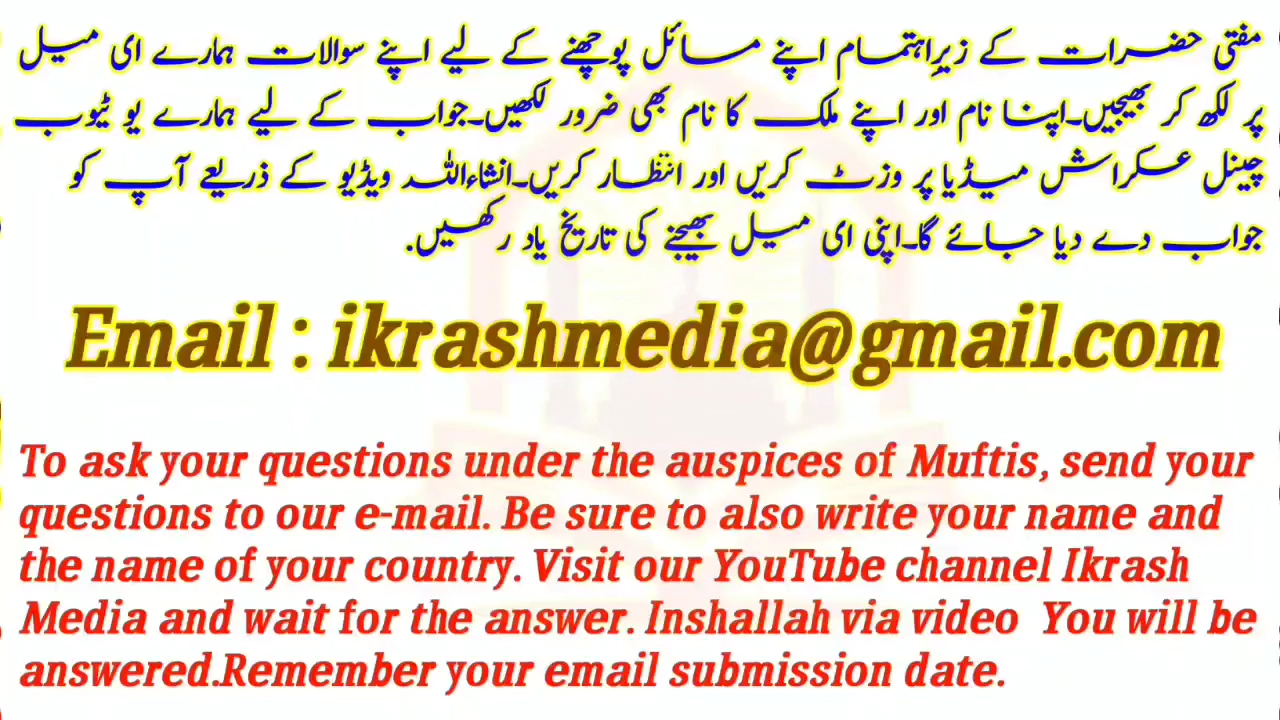 مفتی حضرات کے زیرِاہتمام اپنے مسائل پوچھنے کے لیے اپنے سوالات ہمارے ای میل
پر لکھ کر بھیجیں۔اپنا نام اور اپنے ملک کا نام بھی ضرور لکھیں۔جواب کے لیے ہمارے یو ٹیوب
چینل عکراش میڈیا پر وزٹ کریں اور انتظار کریں۔انشاءاللہ ویڈیو کے ذریعے آپ کو
جواب دے دیا جائے گا۔اپنی ای میل بھیجنے کی تاریخ یاد رکھیں.
Email : ikrashmedia@gmail.com
To ask your questions under the auspices of Muftis, send your
questions to our e-mail. Be sure to also write your name and
the name of your country. Visit our YouTube channel Ikrash
Media and wait for the answer. Inshallah via video  You will be
answered.Remember your email submission date.